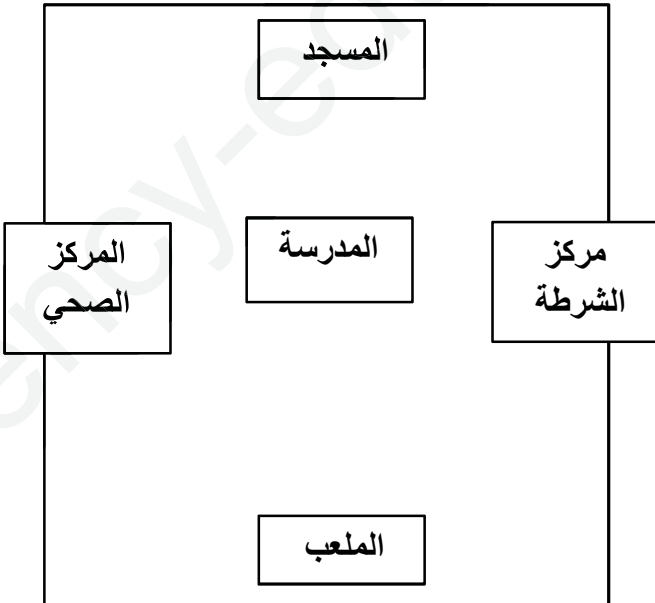 المسجد
مركز
الشرطة
المدرسة
المركز
الصحي
الملعب